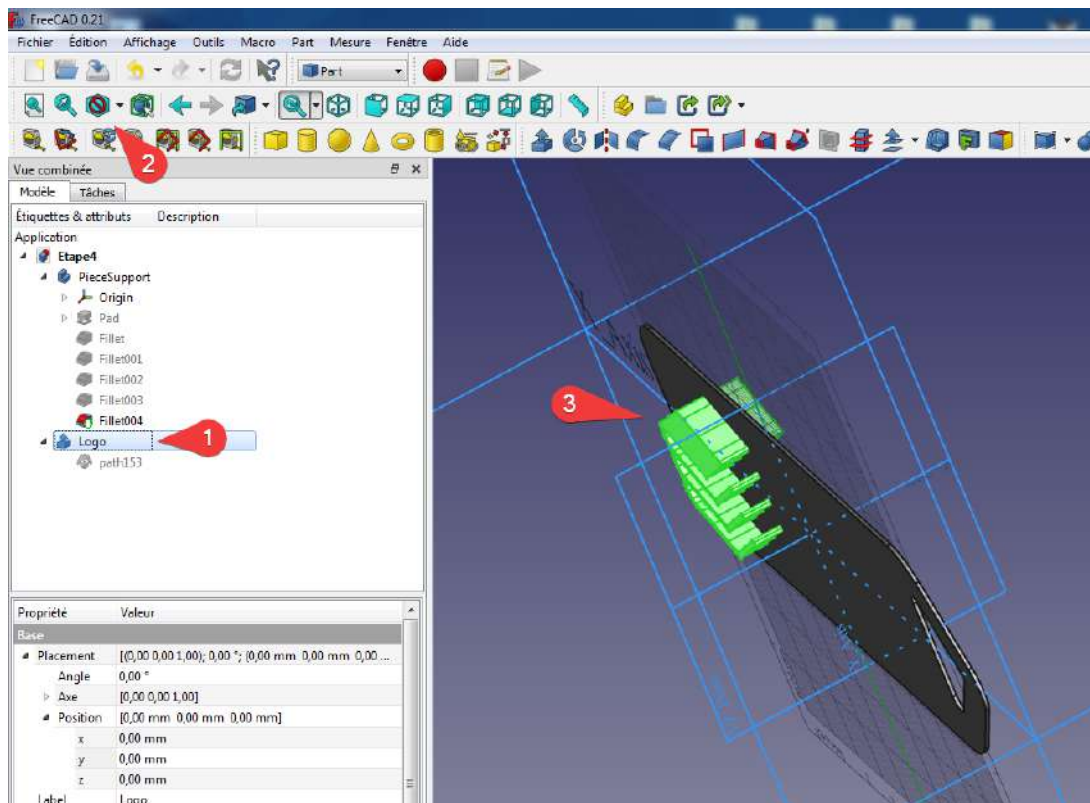 FreeCAD 0.21
Fichier Édition Affichage Outils Macro Part Mesure Fenêtre Aide
Part
2
Vue combinée
Modèle Tâches
Étiquettes & attributs Description
Application
Etape4
PieceSupport
Origin
Pad
Fillet
Fillet001
Fillet002
Fillet003
Fillet004
Logo
1
path153
3
Propriété Valeur
Base
Placement [(0,00 0,00 1,00); 0,00 °; (0,00 mm 0,00 mm 0,00 ...
Angle 0,00 °
Axe [0,00 0,00 1,00]
Position [0,00 mm 0,00 mm 0,00 mm]
x 0,00 mm
y 0,00 mm
z 0,00 mm
Label Logo